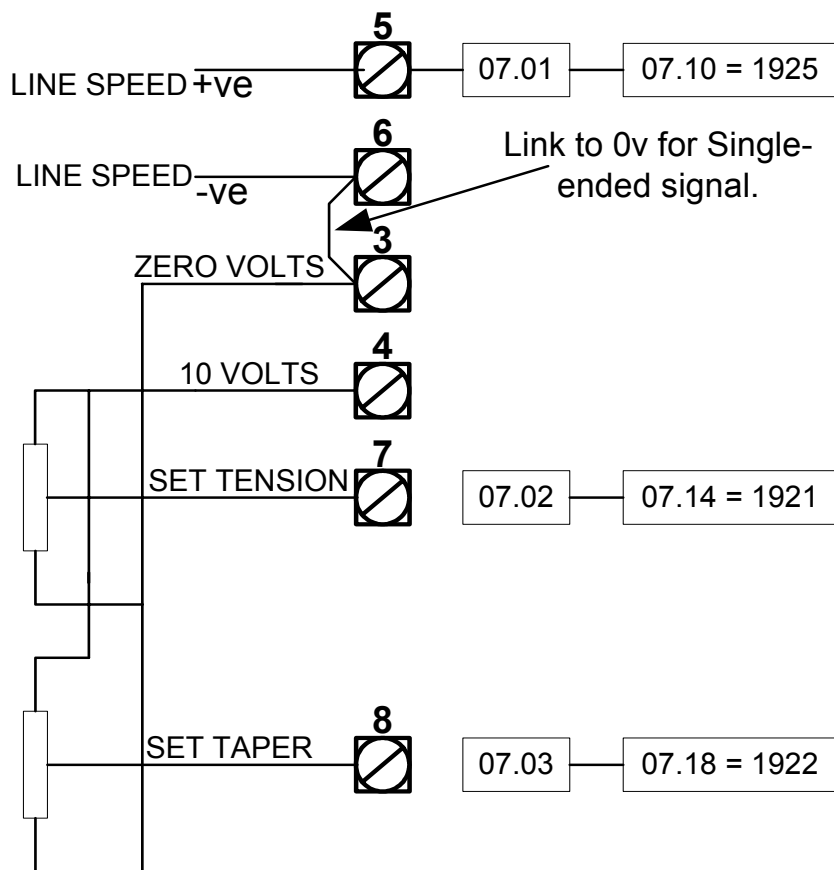 5
LINE SPEED +ve
07.01
07.10 = 1925
6
LINE SPEED -ve
Link to 0v for Single-
ended signal.
3
ZERO VOLTS
4
10 VOLTS
7
SET TENSION
07.02
07.14 = 1921
8
SET TAPER
07.03
07.18 = 1922